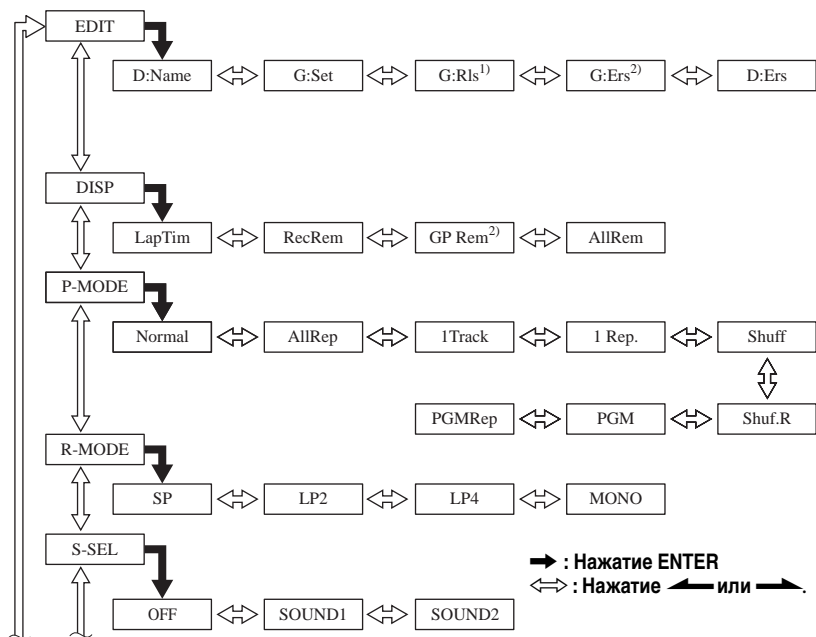 EDIT
D:Name G:Set G:Rls1) G:Ers2) D:Ers
DISP
LapTim RecRem GP Rem2) AllRem
P-MODE
Normal AllRep 1Track 1 Rep. Shuff
PGMRep PGM Shuf.R
R-MODE
SP LP2 LP4 MONO
S-SEL
: Нажатие ENTER
: Нажатие или .
OFF SOUND1 SOUND2